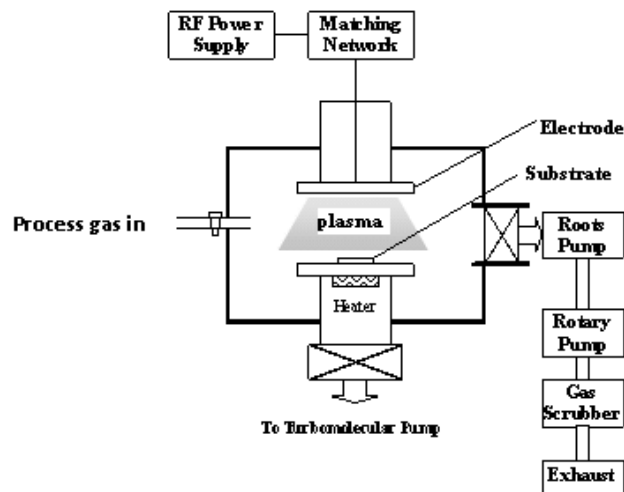 RF Power
Supply
Matching
Network
Electrode
Substrate
Process gas in
plasma
Roots
Pump
Heater
Rotary
Pump
Gas
Scrubber
To Turbomolecular Pump
Exhaust